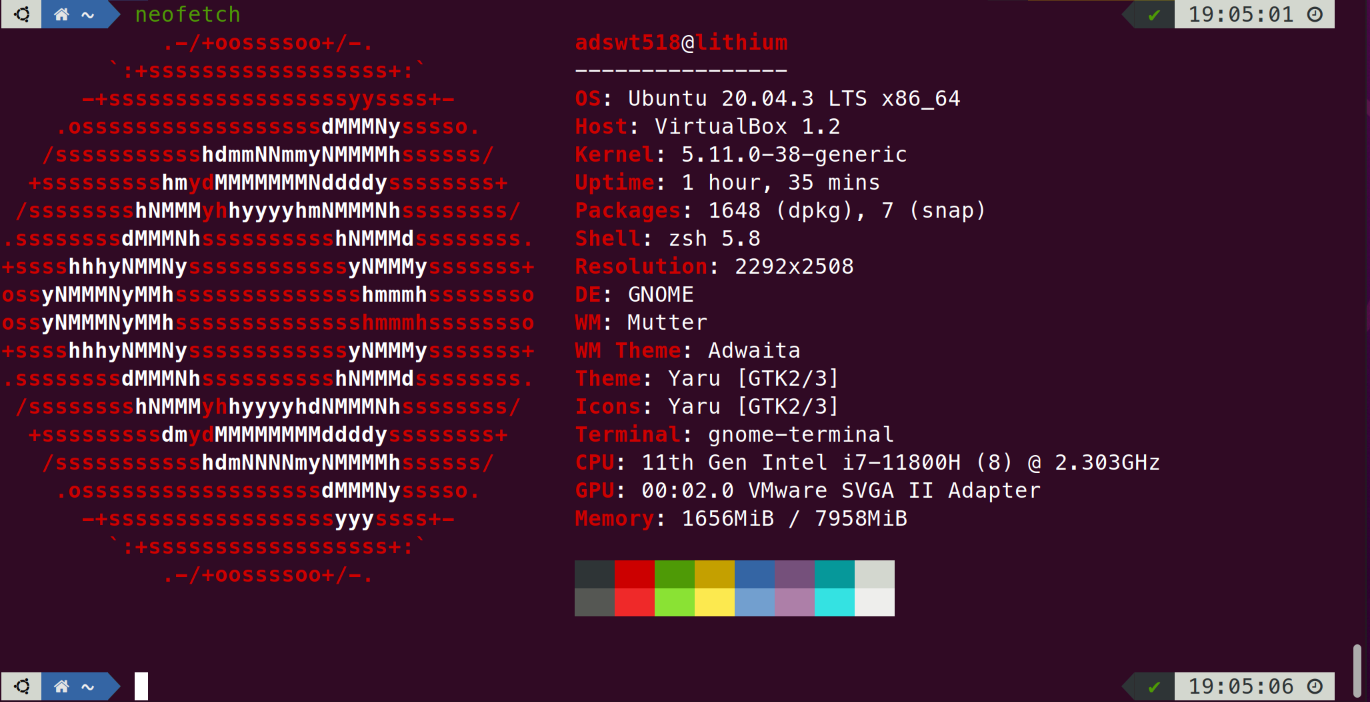 ~ neofetch ✔ 19:05:01
.-/+oossssoo+/-. adswt518@lithium
`:+ssssssssssssssssss+:` ----------------
-+ssssssssssssssssssyyssss+- OS: Ubuntu 20.04.3 LTS x86_64
.ossssssssssssssssssdMMMNysssso. Host: VirtualBox 1.2
/ssssssssssshdmmNNmmyNMMMMhssssss/ Kernel: 5.11.0-38-generic
+ssssssssshmydMMMMMMMNddddyssssssss+ Uptime: 1 hour, 35 mins
/sssssssshNMMMyhhyyyyhmNMMMNhssssssss/ Packages: 1648 (dpkg), 7 (snap)
.ssssssssdMMMNhsssssssssshNMMMdssssssss. Shell: zsh 5.8
+sssshhhyNMMNyssssssssssssyNMMMysssssss+ Resolution: 2292x2508
ossyNMMMNyMMhsssssssssssssshmmmhssssssso DE: GNOME
ossyNMMMNyMMhsssssssssssssshmmmhssssssso WM: Mutter
+sssshhhyNMMNyssssssssssssyNMMMysssssss+ WM Theme: Adwaita
.ssssssssdMMMNhsssssssssshNMMMdssssssss. Theme: Yaru [GTK2/3]
/sssssssshNMMMyhhyyyyhdNMMMNhssssssss/ Icons: Yaru [GTK2/3]
+sssssssssdmydMMMMMMMMddddyssssssss+ Terminal: gnome-terminal
/ssssssssssshdmNNNNmyNMMMMhssssss/ CPU: 11th Gen Intel i7-11800H (8) @ 2.303GHz
.ossssssssssssssssssdMMMNysssso. GPU: 00:02.0 VMware SVGA II Adapter
-+sssssssssssssssssyyyssss+- Memory: 1656MiB / 7958MiB
`:+ssssssssssssssssss+:`
.-/+oossssoo+/-.
~ ✔ 19:05:06